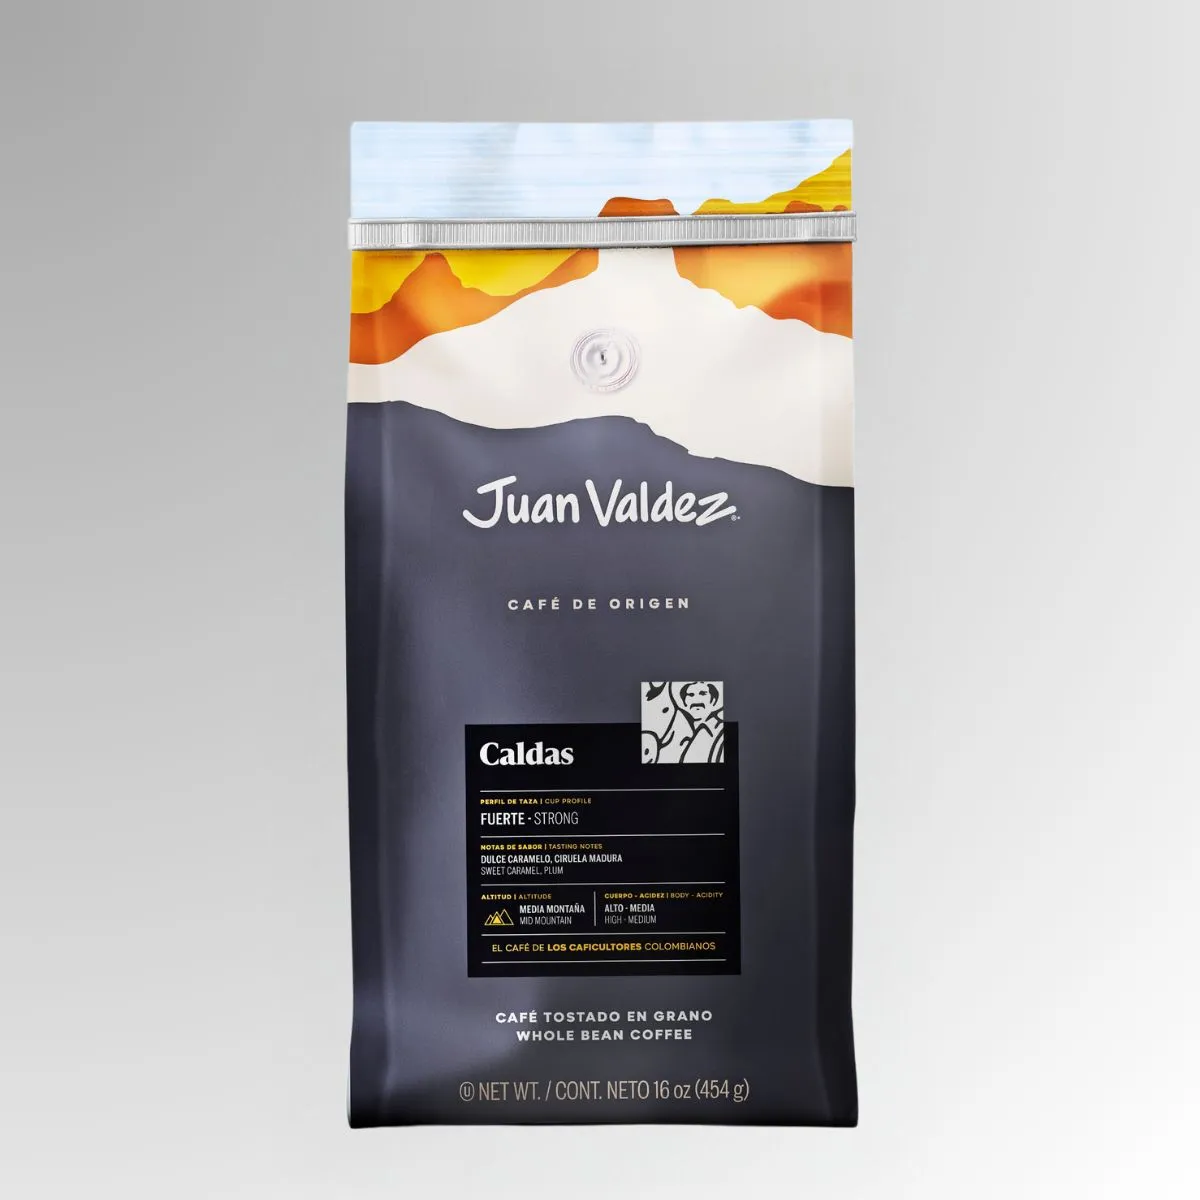 Juan Valdez®
CAFÉ DE ORIGEN
Caldas
PERFIL DE TAZA | CUP PROFILE
FUERTE - STRONG
NOTAS DE SABOR | TASTING NOTES
DULCE CARAMELO, CIRUELA MADURA
SWEET CARAMEL, PLUM
ALTITUD | ALTITUDE
MEDIA MONTAÑA
MID MOUNTAIN
CUERPO - ACIDEZ | BODY - ACIDITY
ALTO - MEDIA
HIGH - MEDIUM
EL CAFÉ DE LOS CAFICULTORES COLOMBIANOS
CAFÉ TOSTADO EN GRANO
WHOLE BEAN COFFEE
Ⓤ NET WT. / CONT. NETO 16 oz (454 g)